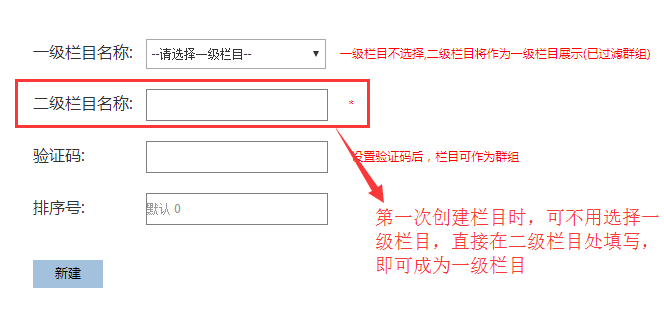 一级栏目名称: --请选择一级栏目-- 一级栏目不选择,二级栏目将作为一级栏目展示(已过滤群组)
二级栏目名称: *
验证码: 设置验证码后，栏目可作为群组
排序号: 默认 0
第一次创建栏目时，可不用选择一
级栏目，直接在二级栏目处填写，
即可成为一级栏目
新建